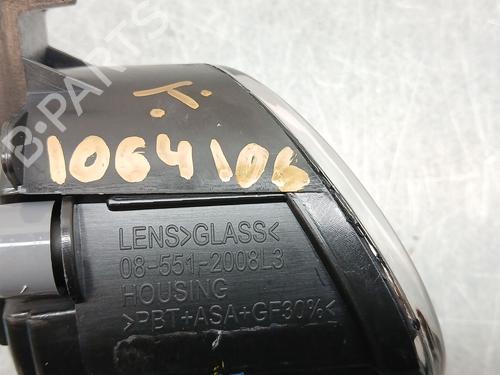 B-PARTS
.T.
1064106
LENS>GLASS<
08-551-2008L3
HOUSING
>PBT+ASA+GF30%<